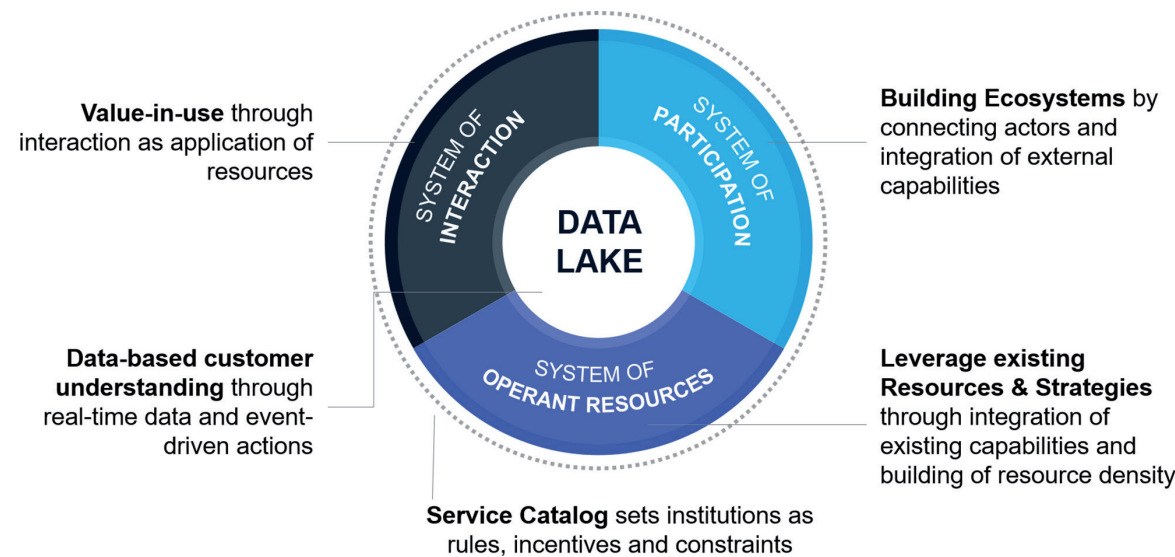 Value-in-use through
interaction as application of
resources
SYSTEM OF
INTERACTION
SYSTEM OF
PARTICIPATION
Building Ecosystems by
connecting actors and
integration of external
capabilities
DATA
LAKE
Data-based customer
understanding through
real-time data and event-
driven actions
SYSTEM OF
OPERANT RESOURCES
Leverage existing
Resources & Strategies
through integration of
existing capabilities and
building of resource density
Service Catalog sets institutions as
rules, incentives and constraints